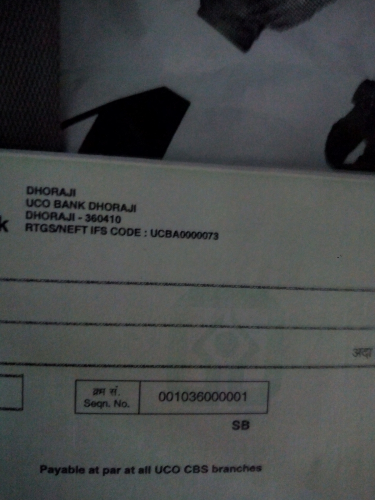 DHORAJI
UCO BANK DHORAJI
DHORAJI - 360410
k RTGS/NEFT IFS CODE : UCBA0000073
अदा
क्रम सं.
Seqn. No. 001036000001
SB
Payable at par at all UCO CBS branches